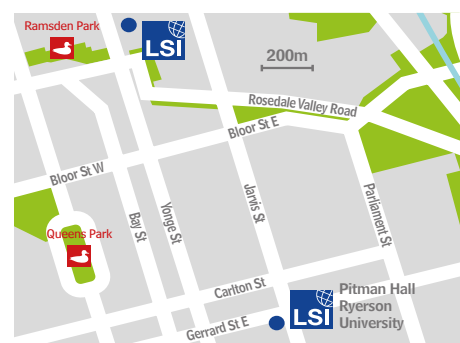 Ramsden Park
LSI
200m
Rosedale Valley Road
Bloor St E
Bloor St W
Queens Park
Bay St
Yonge St
Jarvis St
Parliament St
Carlton St
Gerrard St E
LSI
Pitman Hall
Ryerson
University